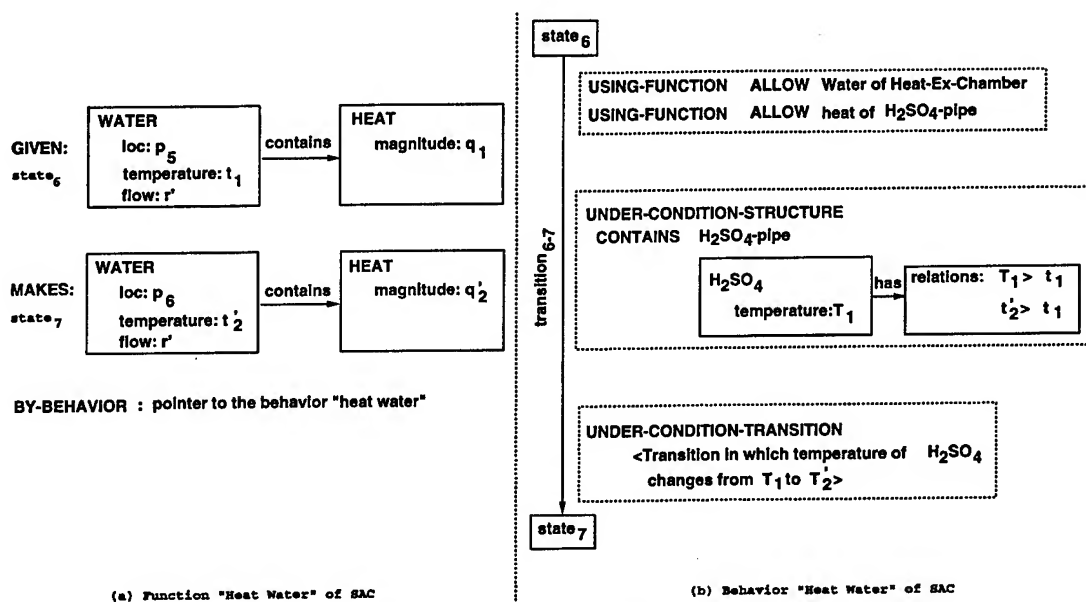 GIVEN:
state6
WATER
loc: p5
temperature: t1
flow: r'
contains
HEAT
magnitude: q1
MAKES:
state7
WATER
loc: p6
temperature: t'2
flow: r'
contains
HEAT
magnitude: q'2
BY-BEHAVIOR : pointer to the behavior "heat water"
(a) Function "Heat Water" of SAC
state6
transition6-7
USING-FUNCTION ALLOW Water of Heat-Ex-Chamber
USING-FUNCTION ALLOW heat of H2SO4-pipe
UNDER-CONDITION-STRUCTURE
CONTAINS H2SO4-pipe
H2SO4
temperature:T1
has
relations: T1> t1
t'2> t1
UNDER-CONDITION-TRANSITION
<Transition in which temperature of H2SO4
changes from T1 to T'2>
state7
(b) Behavior "Heat Water" of SAC